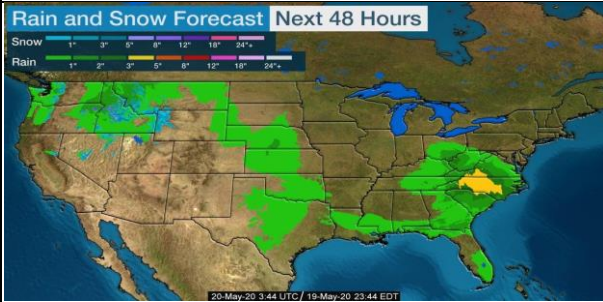 Rain and Snow Forecast Next 48 Hours
Snow
1" 3" 5" 8" 12" 18" 24"+
Rain
1" 2" 3" 5" 8" 12" 18" 24"+
20-May-20 3:44 UTC / 19-May-20 23:44 EDT